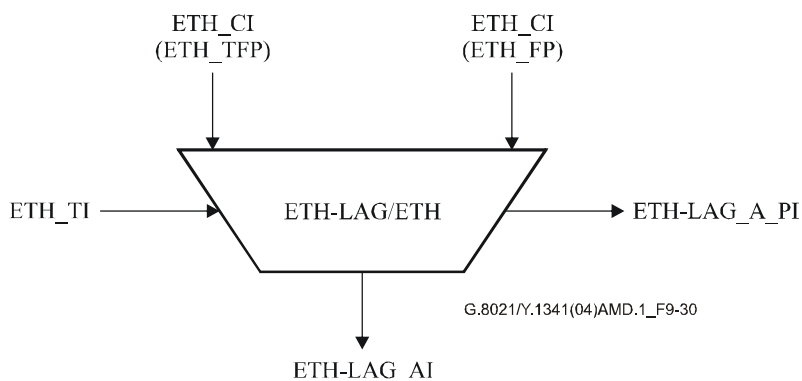 ETH_CI
(ETH_TFP)
ETH_CI
(ETH_FP)
ETH_TI
ETH-LAG/ETH
ETH-LAG_A_PI
G.8021/Y.1341(04)AMD.1_F9-30
ETH-LAG_AI